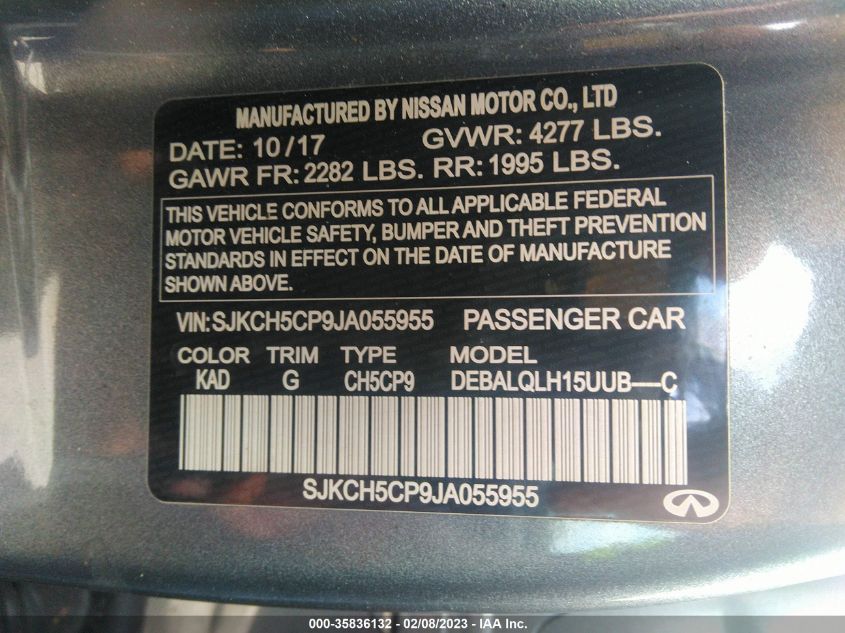 MANUFACTURED BY NISSAN MOTOR CO., LTD
DATE: 10/17 GVWR: 4277 LBS.
GAWR FR: 2282 LBS. RR: 1995 LBS.
THIS VEHICLE CONFORMS TO ALL APPLICABLE FEDERAL
MOTOR VEHICLE SAFETY, BUMPER AND THEFT PREVENTION
STANDARDS IN EFFECT ON THE DATE OF MANUFACTURE
SHOWN ABOVE.
VIN: SJKCH5CP9JA055955 PASSENGER CAR
COLOR TRIM TYPE MODEL
KAD G CH5CP9 DEBALQLH15UUB----C
SJKCH5CP9JA055955
000-35836132 - 02/08/2023 - IAA Inc.